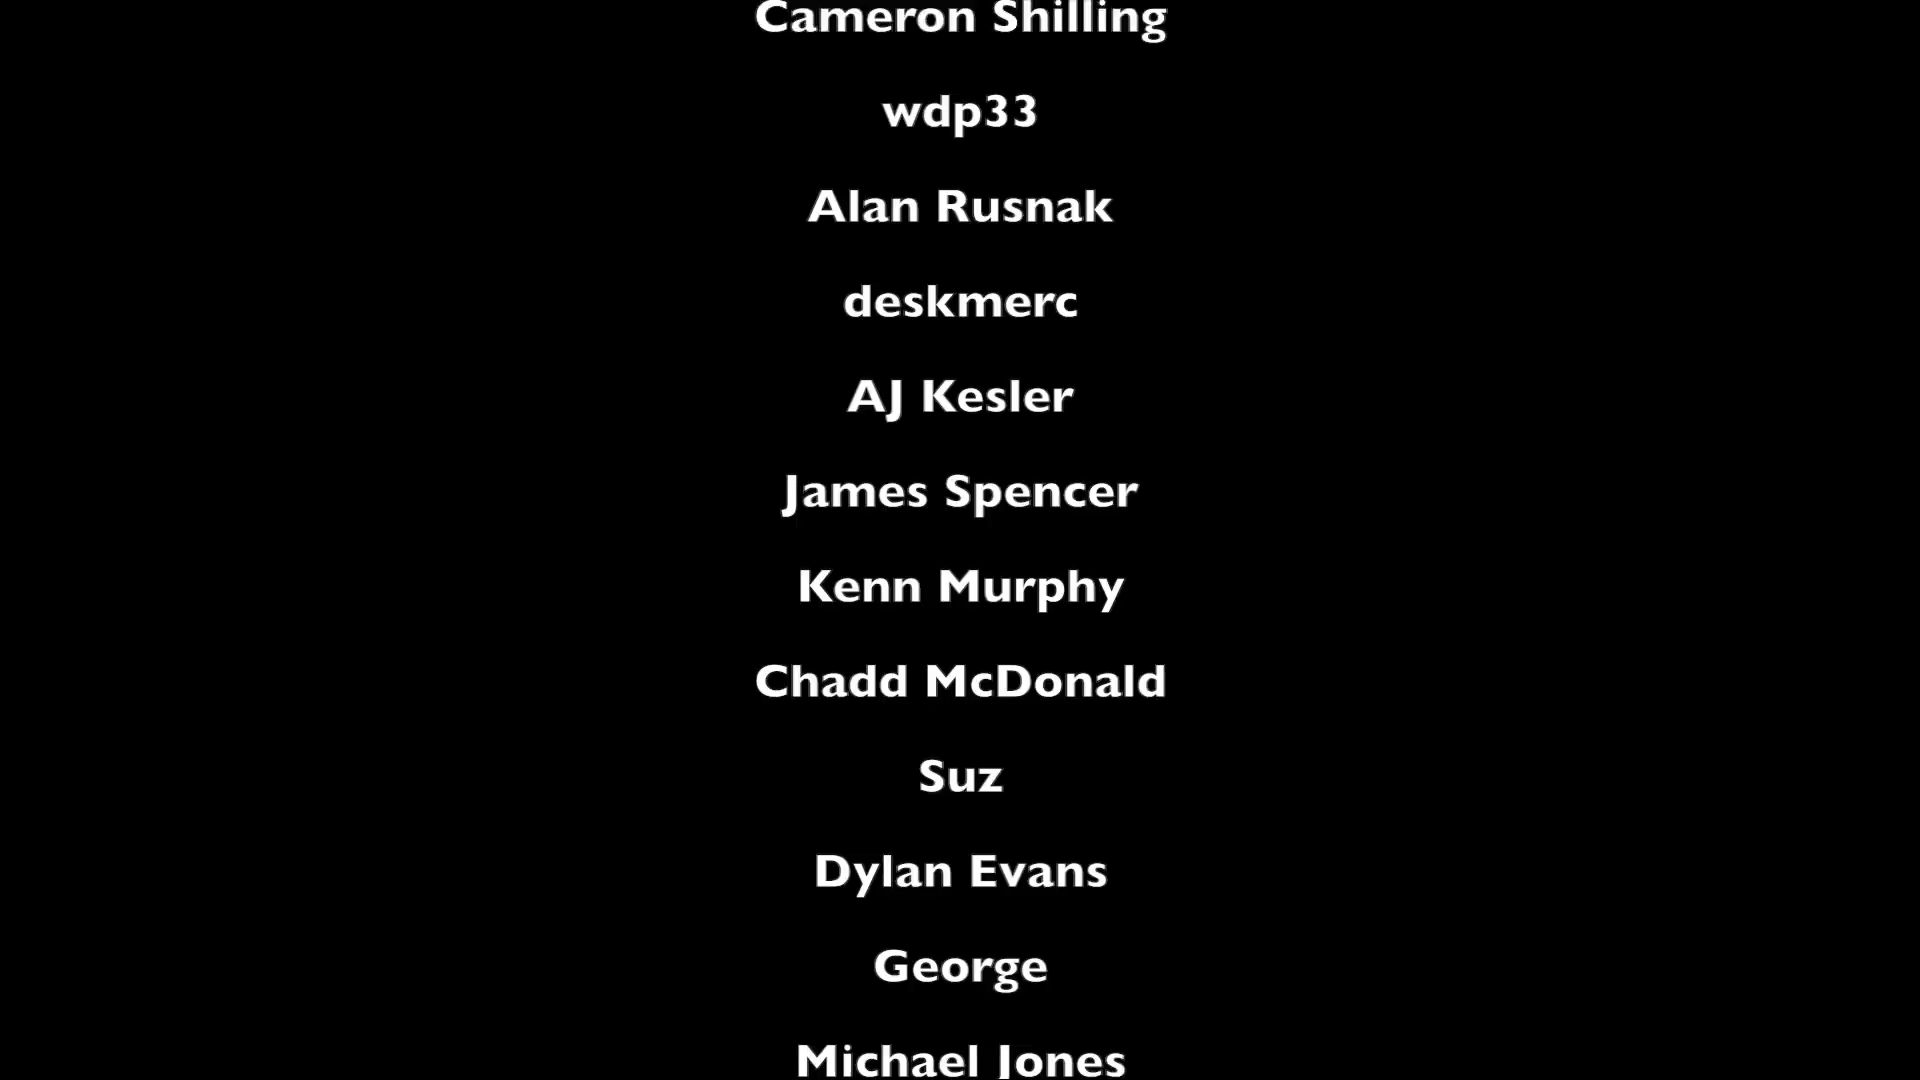 Cameron Shilling
wdp33
Alan Rusnak
deskmerc
AJ Kesler
James Spencer
Kenn Murphy
Chadd McDonald
Suz
Dylan Evans
George
Michael Jones